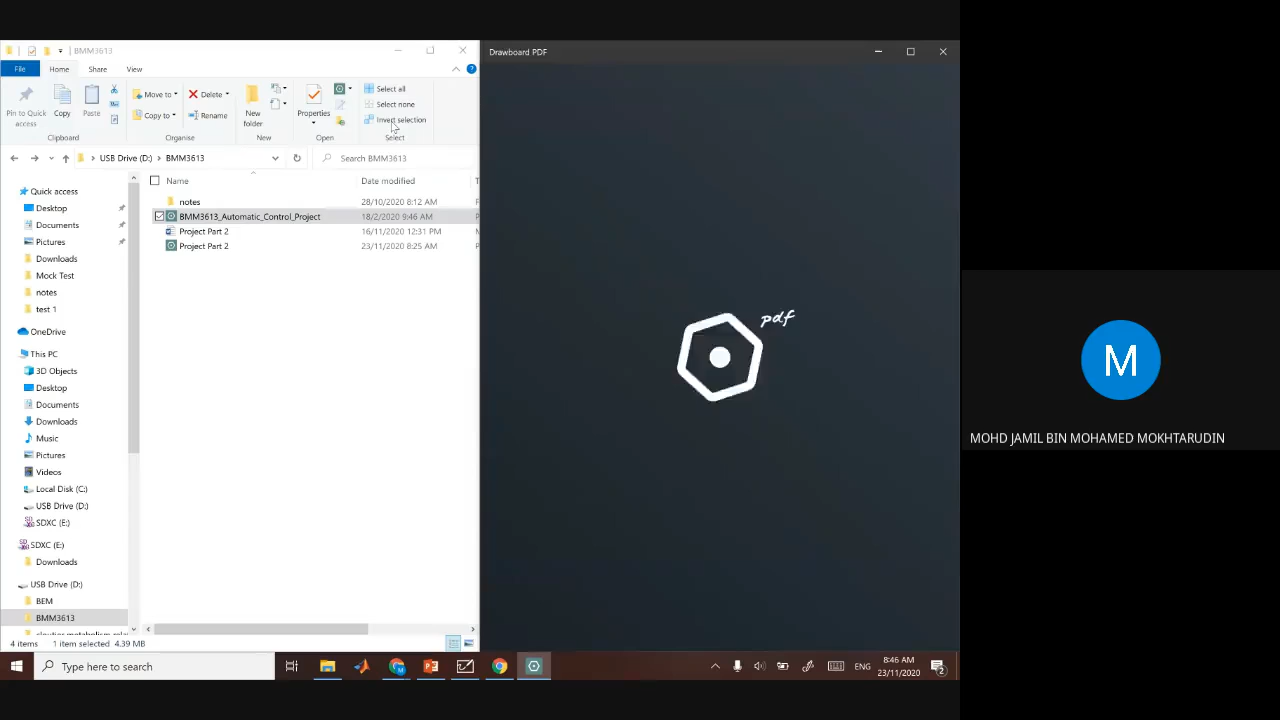 BMM3613
Drawboard PDF
File
Home
Share
View
Pin to Quick access
Copy
Paste
Move to
Copy to
Delete
Rename
New folder
Properties
Select all
Select none
Invert selection
Clipboard
Organise
New
Open
Select
USB Drive (D:)
BMM3613
Search BMM3613
Name
Date modified
T
notes
28/10/2020 8:12 AM
F
BMM3613_Automatic_Control_Project
18/2/2020 9:46 AM
P
Project Part 2
16/11/2020 12:31 PM
M
Project Part 2
23/11/2020 8:25 AM
P
Quick access
Desktop
Documents
Pictures
Downloads
Mock Test
notes
test 1
OneDrive
This PC
3D Objects
Desktop
Documents
Downloads
Music
Pictures
Videos
Local Disk (C:)
USB Drive (D:)
SDXC (E:)
SDXC (E:)
Downloads
USB Drive (D:)
BEM
BMM3613
4 items
1 item selected
4.39 MB
pdf
M
MOHD JAMIL BIN MOHAMED MOKHTARUDIN
Type here to search
ENG
8:46 AM
23/11/2020
2